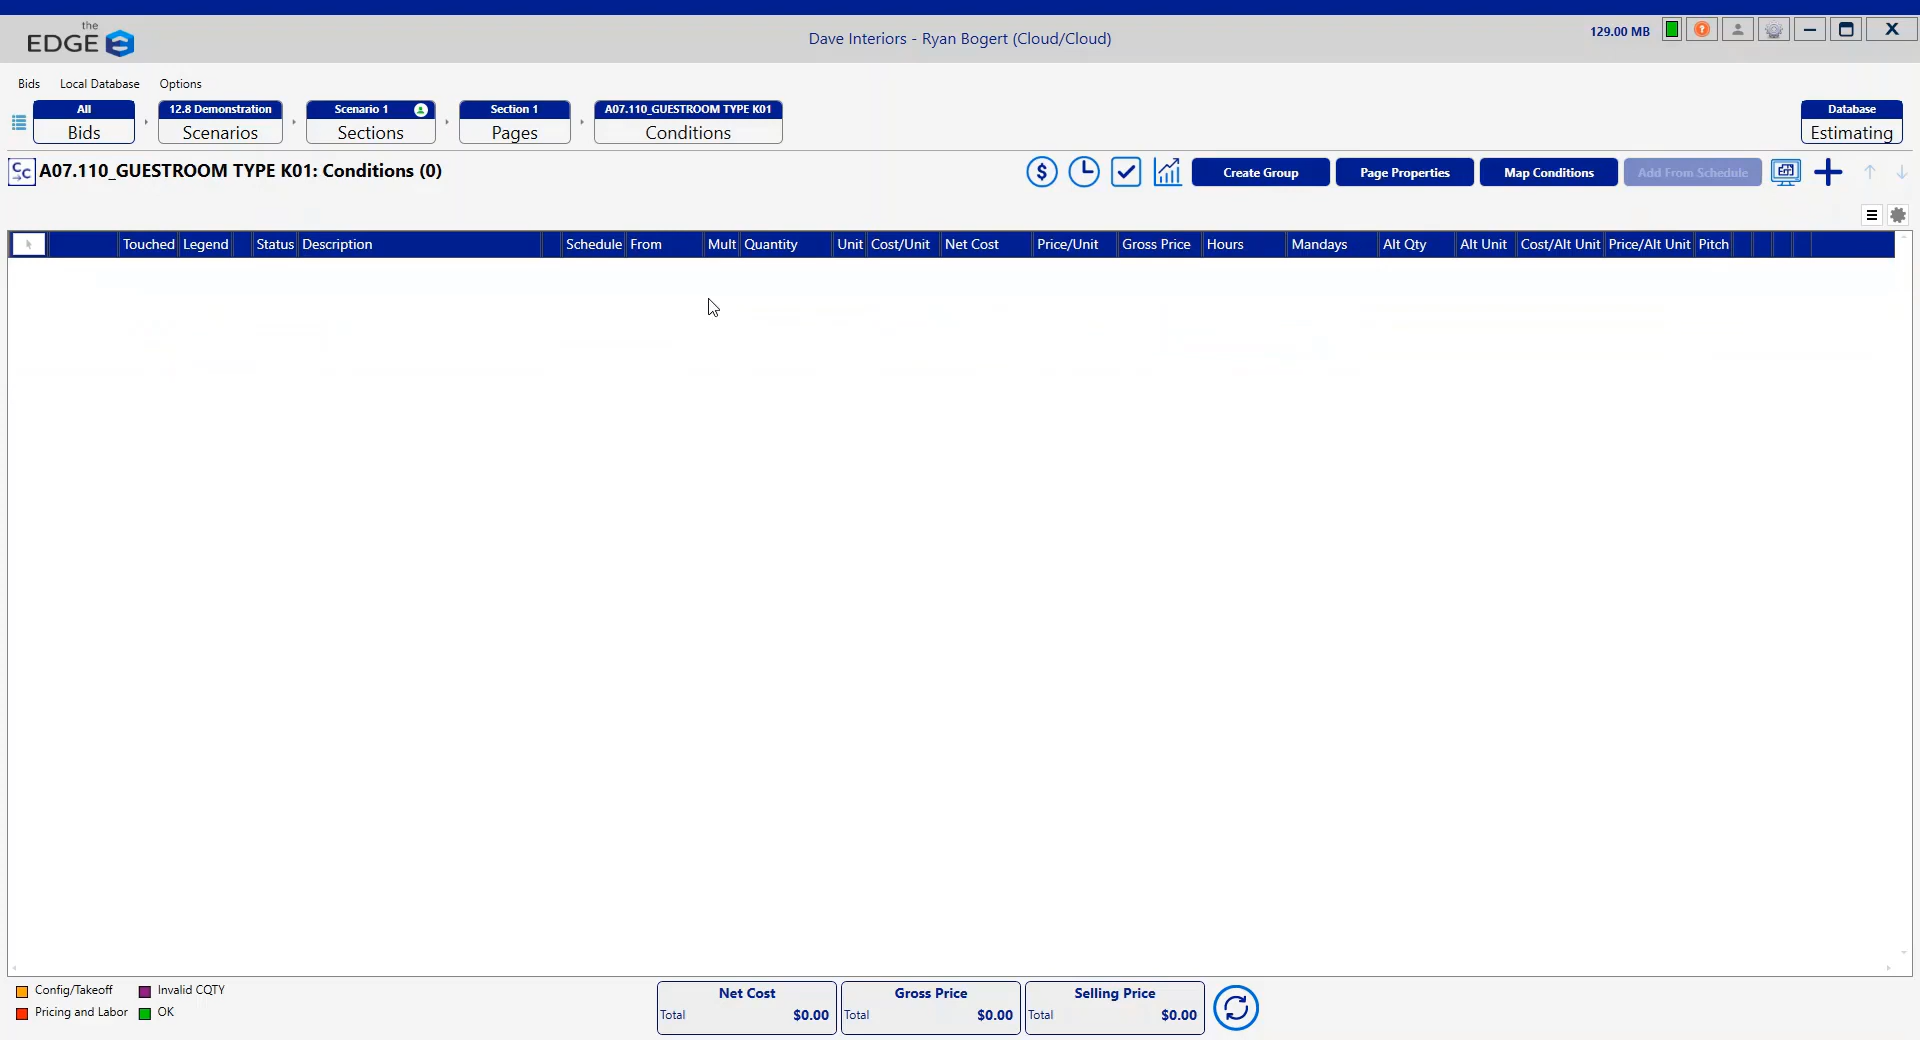 the
EDGE
Dave Interiors - Ryan Bogert (Cloud/Cloud)
129.00 MB
Bids Local Database Options
All
Bids
12.8 Demonstration
Scenarios
Scenario 1
Sections
Section 1
Pages
A07.110_GUESTROOM TYPE K01
Conditions
Database
Estimating
A07.110_GUESTROOM TYPE K01: Conditions (0)
Create Group
Page Properties
Map Conditions
Add From Schedule
Touched Legend Status Description Schedule From Mult Quantity Unit Cost/Unit Net Cost Price/Unit Gross Price Hours Mandays Alt Qty Alt Unit Cost/Alt Unit Price/Alt Unit Pitch
Config/Takeoff Invalid CQTY
Pricing and Labor OK
Net Cost
Total $0.00
Gross Price
Total $0.00
Selling Price
Total $0.00